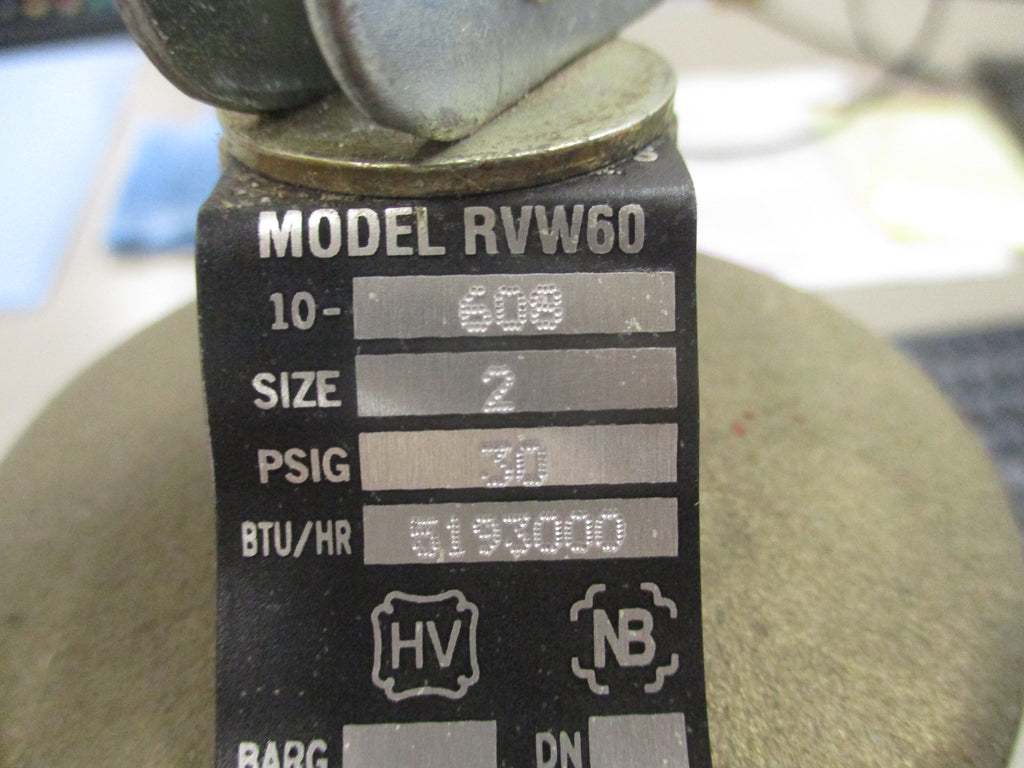 MODEL RVW60
10- 608
SIZE 2
PSIG 30
BTU/HR 5193000
HV NB
BARG DN